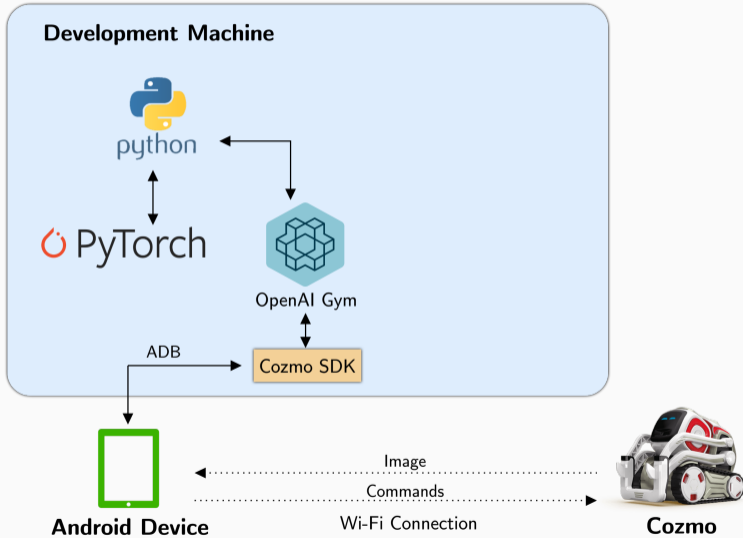 Development Machine
python
PyTorch
OpenAI Gym
ADB
Cozmo SDK
Image
Commands
Android Device
Wi-Fi Connection
Cozmo